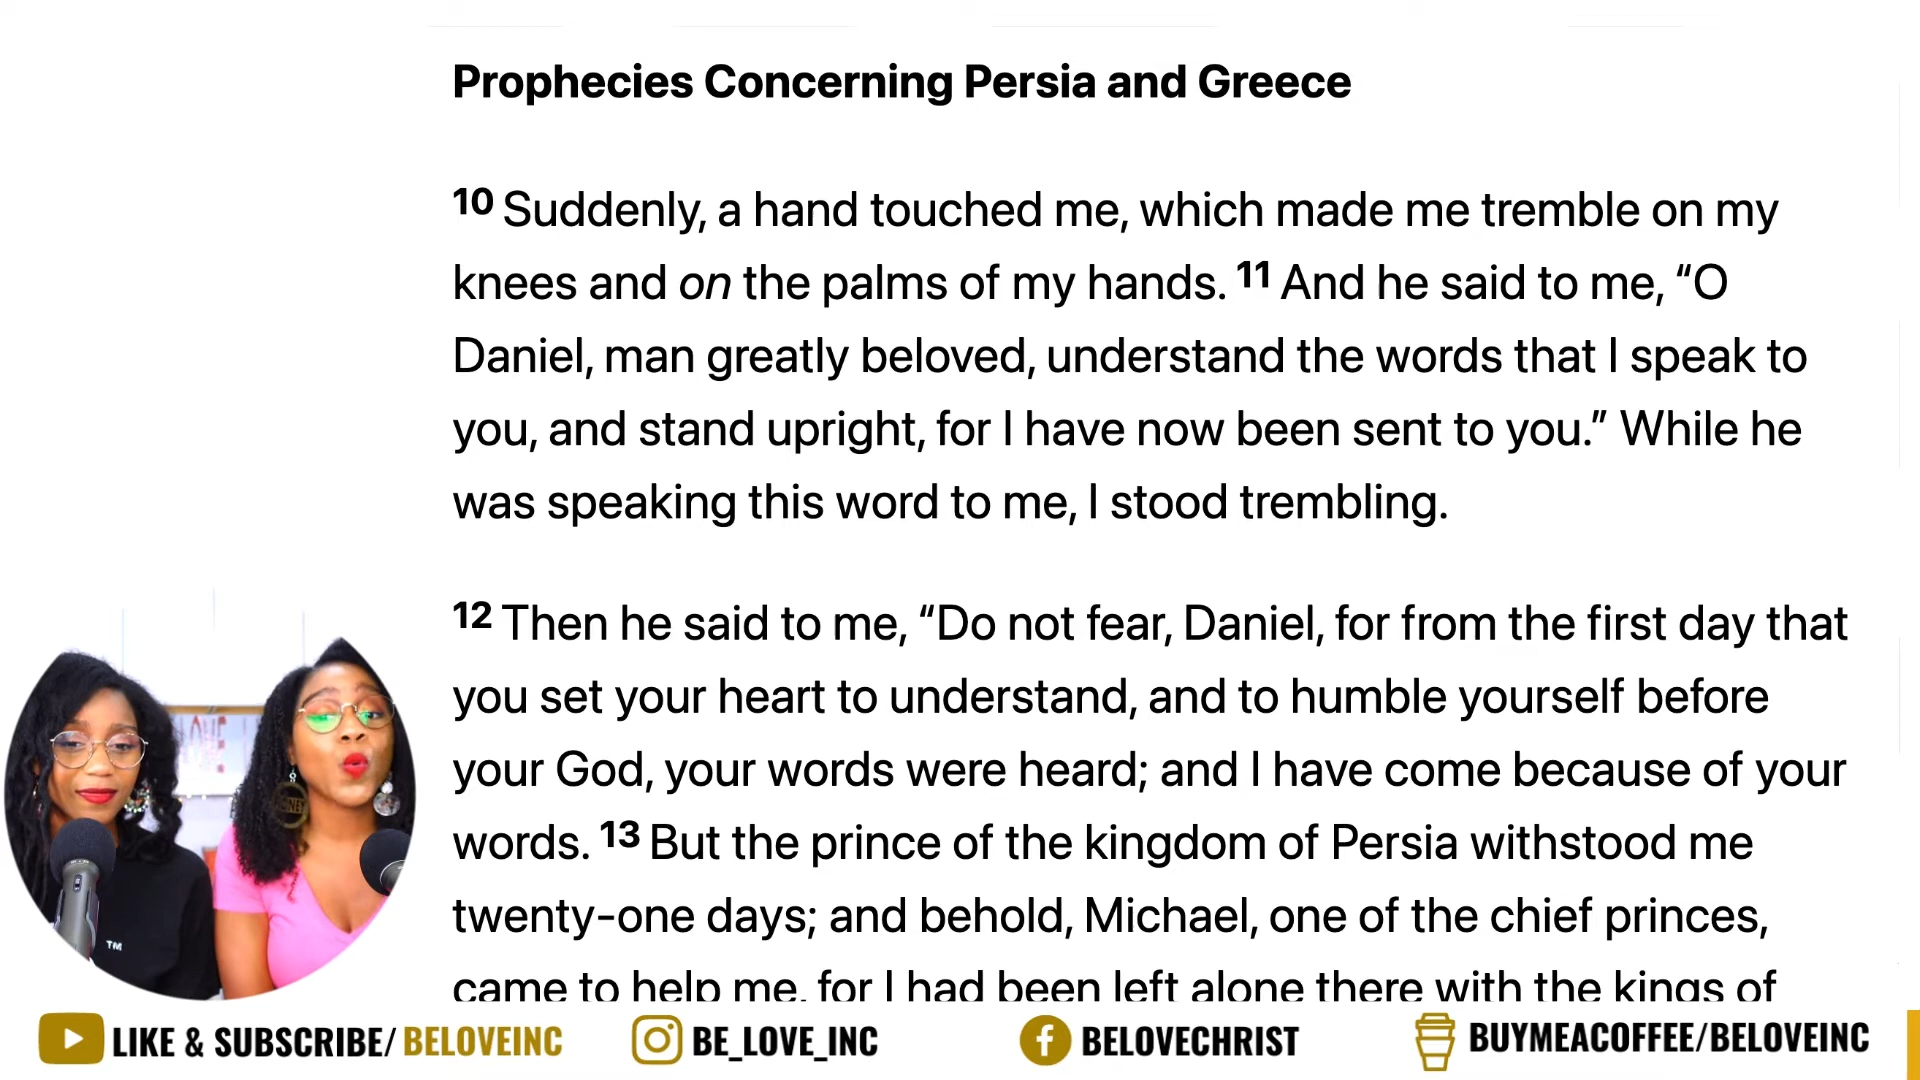 Prophecies Concerning Persia and Greece
10 Suddenly, a hand touched me, which made me tremble on my
knees and on the palms of my hands. 11 And he said to me, “O
Daniel, man greatly beloved, understand the words that I speak to
you, and stand upright, for I have now been sent to you.” While he
was speaking this word to me, I stood trembling.
12 Then he said to me, “Do not fear, Daniel, for from the first day that
you set your heart to understand, and to humble yourself before
your God, your words were heard; and I have come because of your
words. 13 But the prince of the kingdom of Persia withstood me
twenty-one days; and behold, Michael, one of the chief princes,
came to help me, for I had been left alone there with the kings of
TM
LIKE & SUBSCRIBE/ BELOVEINC
BE_LOVE_INC
BELOVECHRIST
BUYMEACOFFEE/BELOVEINC